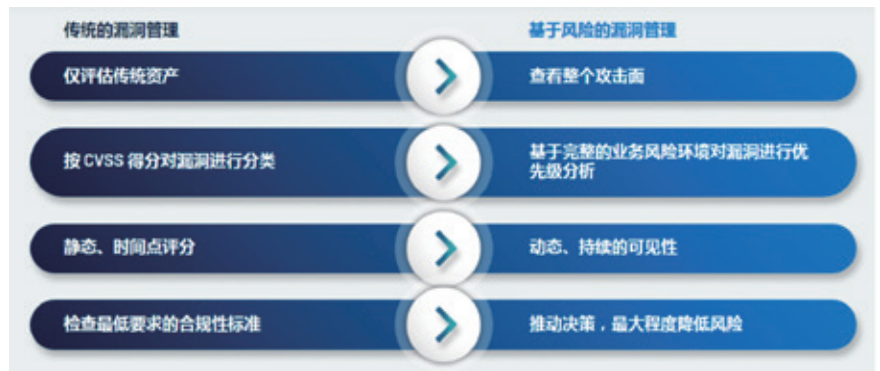 传统的漏洞管理
基于风险的漏洞管理
仅评估传统资产
查看整个攻击面
按 CVSS 得分对漏洞进行分类
基于完整的业务风险环境对漏洞进行优
先级分析
静态、时间点评分
动态、持续的可见性
检查最低要求的合规性标准
推动决策，最大程度降低风险